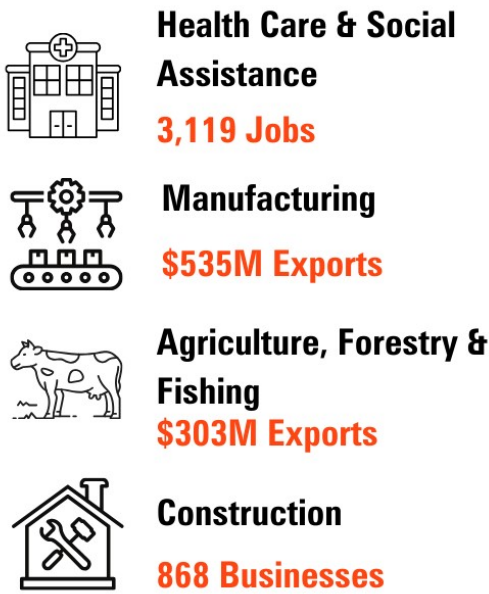 Health Care & Social
Assistance
3,119 Jobs
Manufacturing
$535M Exports
Agriculture, Forestry &
Fishing
$303M Exports
Construction
868 Businesses